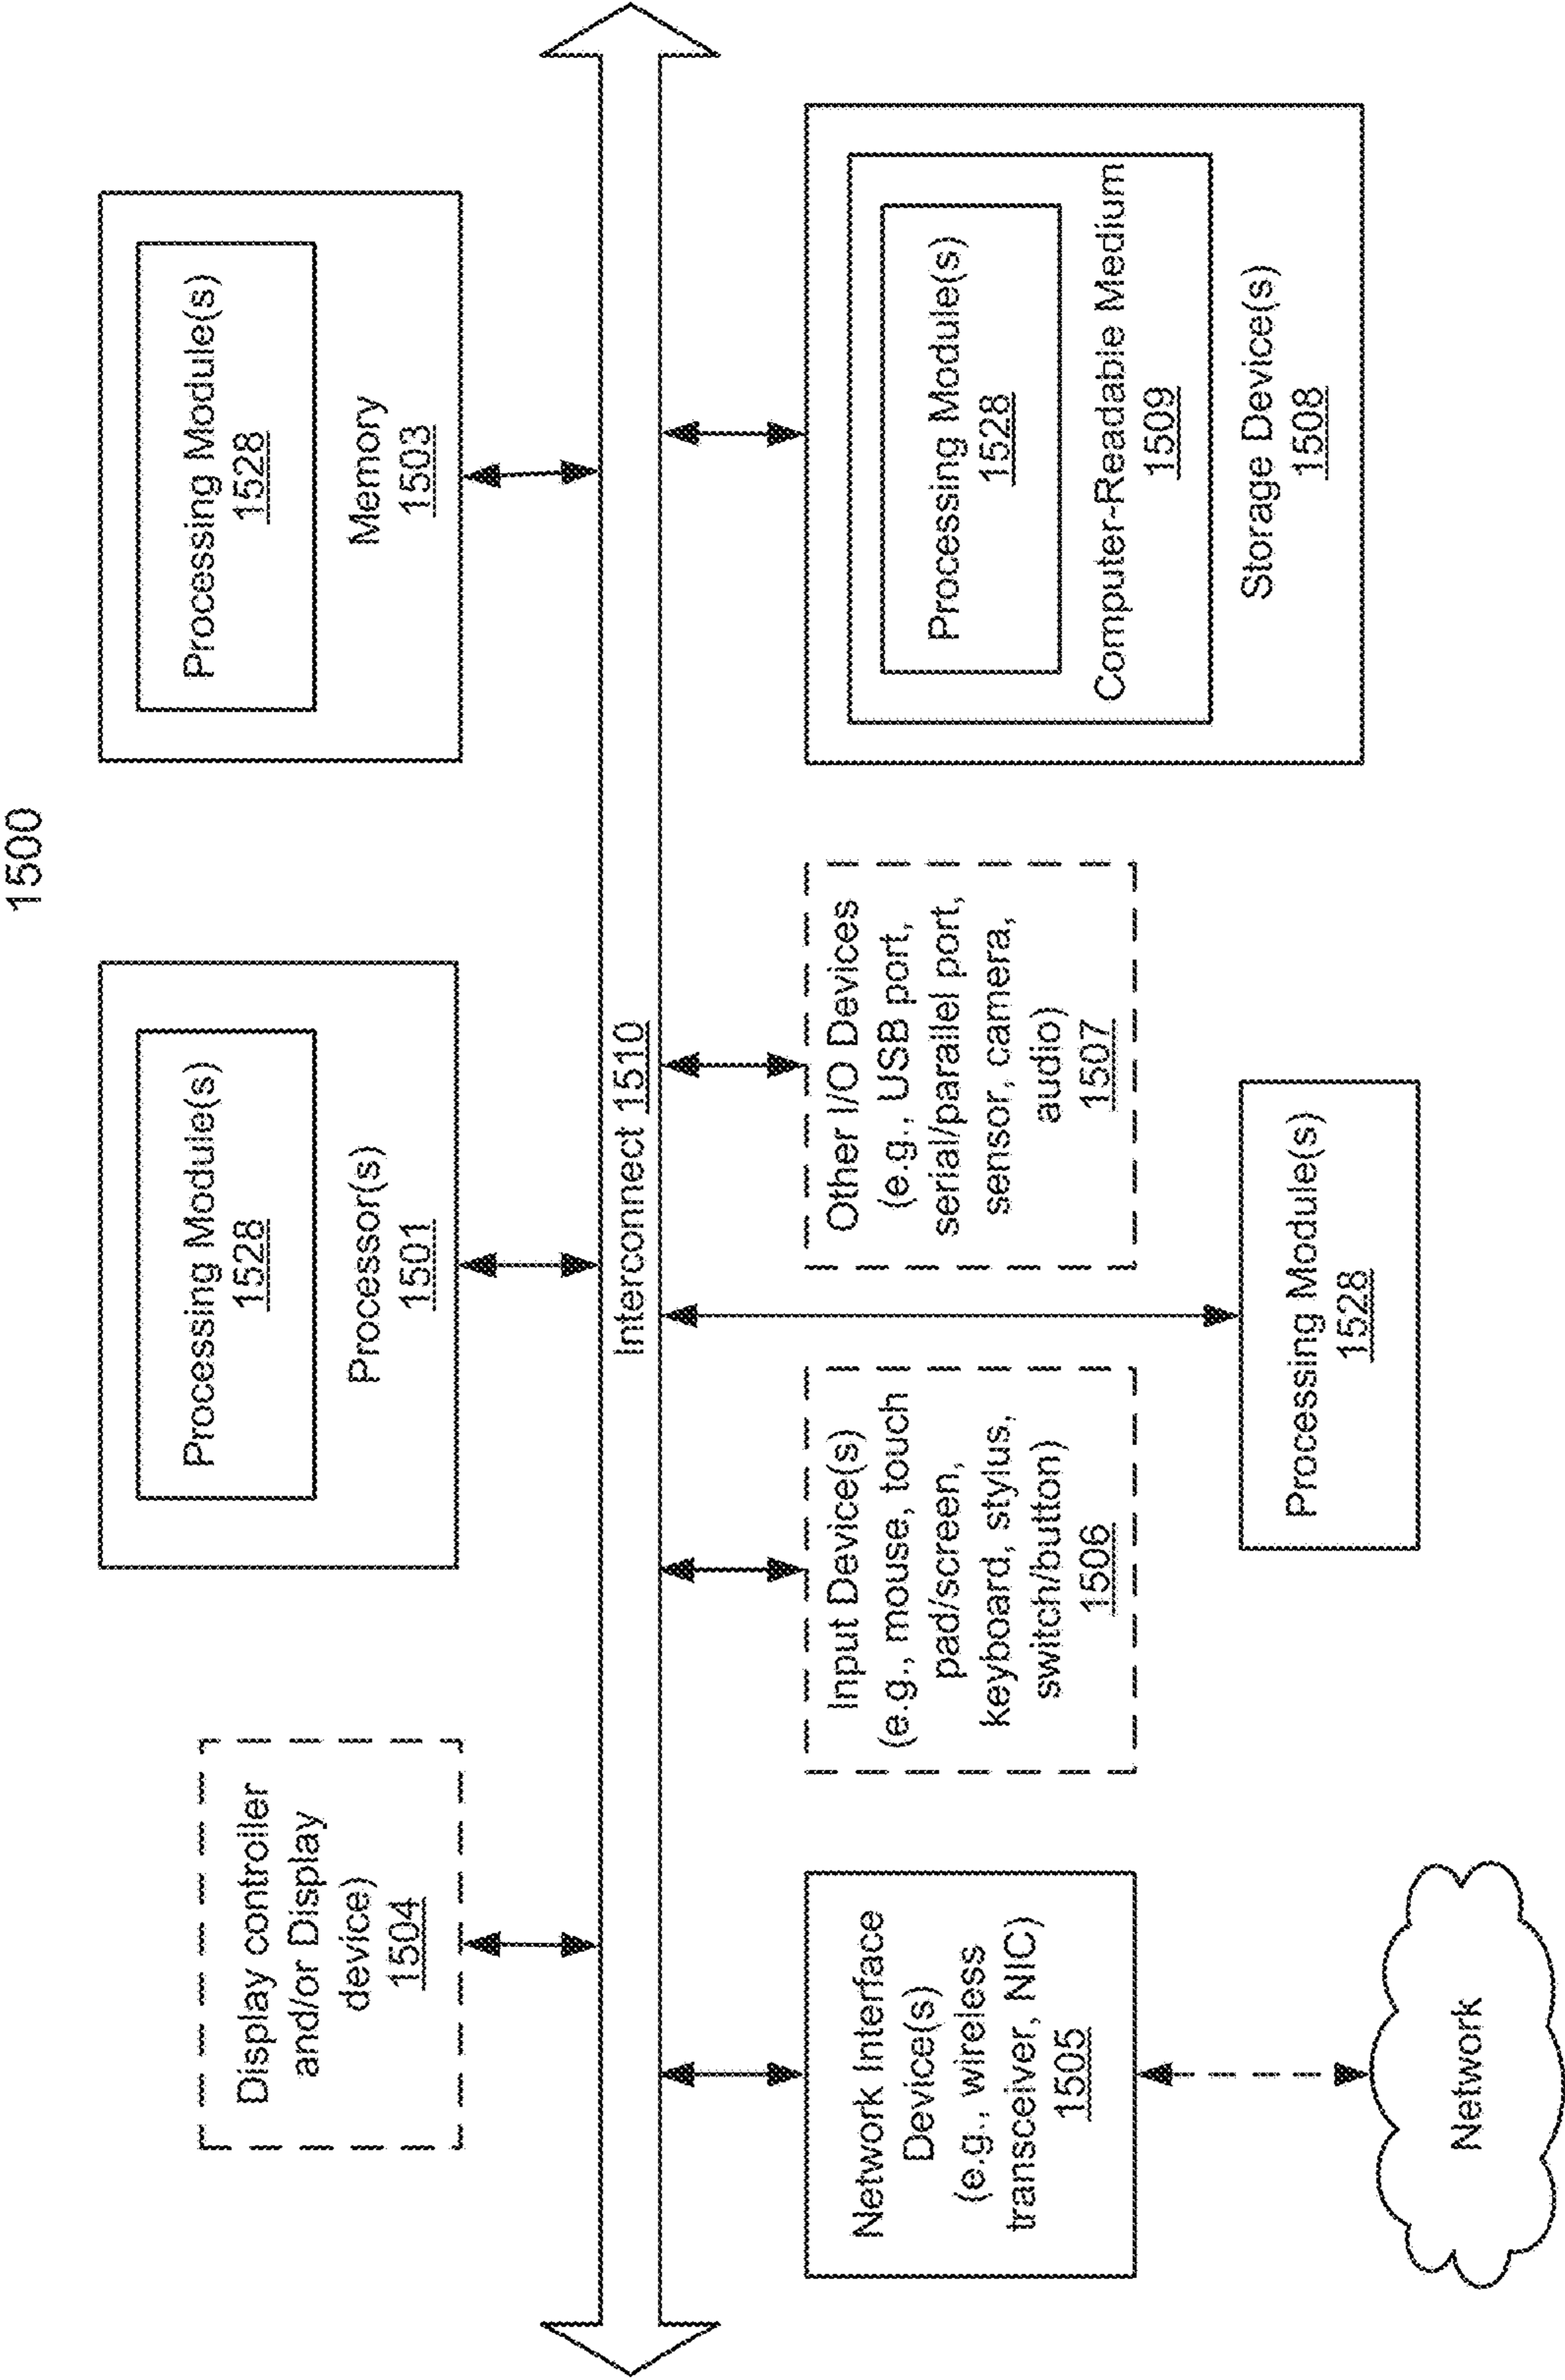 1500
Display controller
and/or Display
device)
1504
Processing Module(s)
1528
Processor(s)
1501
Processing Module(s)
1528
Memory
1503
Interconnect 1510
Network Interface
Device(s)
(e.g., wireless
transceiver, NIC)
1505
Input Device(s)
(e.g., mouse, touch
pad/screen,
keyboard, stylus,
switch/button)
1506
Other I/O Devices
(e.g., USB port,
serial/parallel port,
sensor, camera,
audio)
1507
Processing Module(s)
1528
Computer-Readable Medium
1509
Storage Device(s)
1508
Processing Module(s)
1528
Network